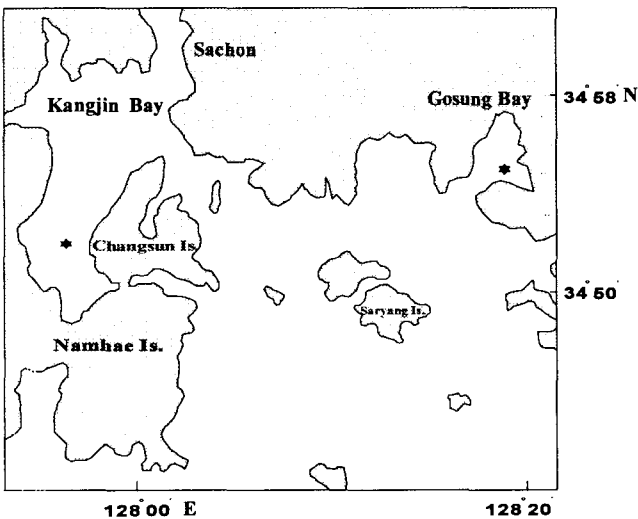 Sachon
Kangjin Bay
Gosung Bay
34°58 N
Changsun Is.
34°50
Saryang Is.
Namhae Is.
128°00 E
128°20